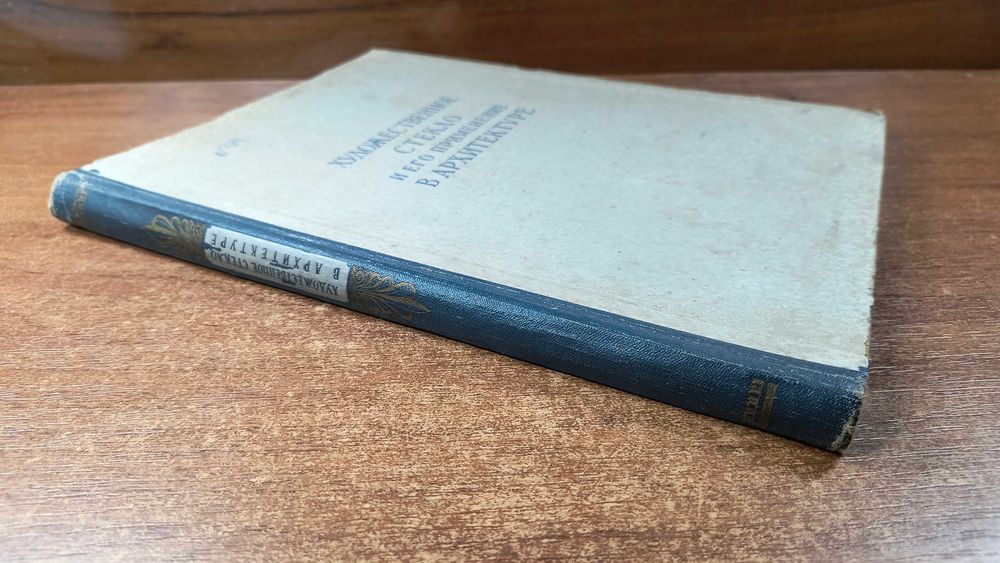 ХУДОЖЕСТВЕННОЕ
СТЕКЛО
И ЕГО ПРИМЕНЕНИЕ
В АРХИТЕКТУРЕ
ХУДОЖЕСТВЕННОЕ СТЕКЛО
В АРХИТЕКТУРЕ